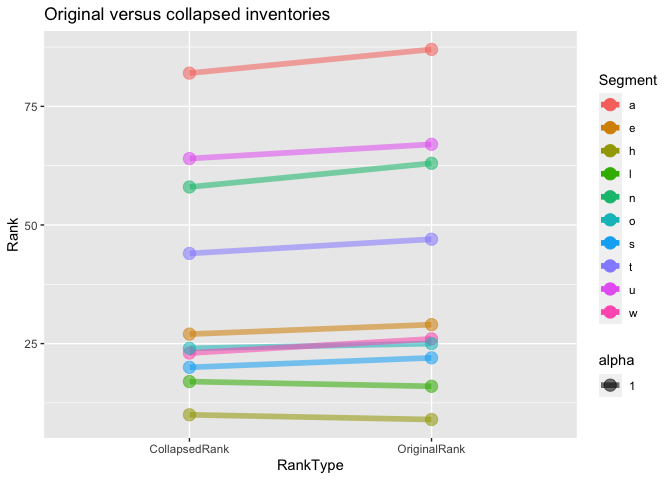 Original versus collapsed inventories
Rank
75
50
25
CollapsedRank
OriginalRank
RankType
Segment
a
e
h
l
n
o
s
t
u
w
alpha
1